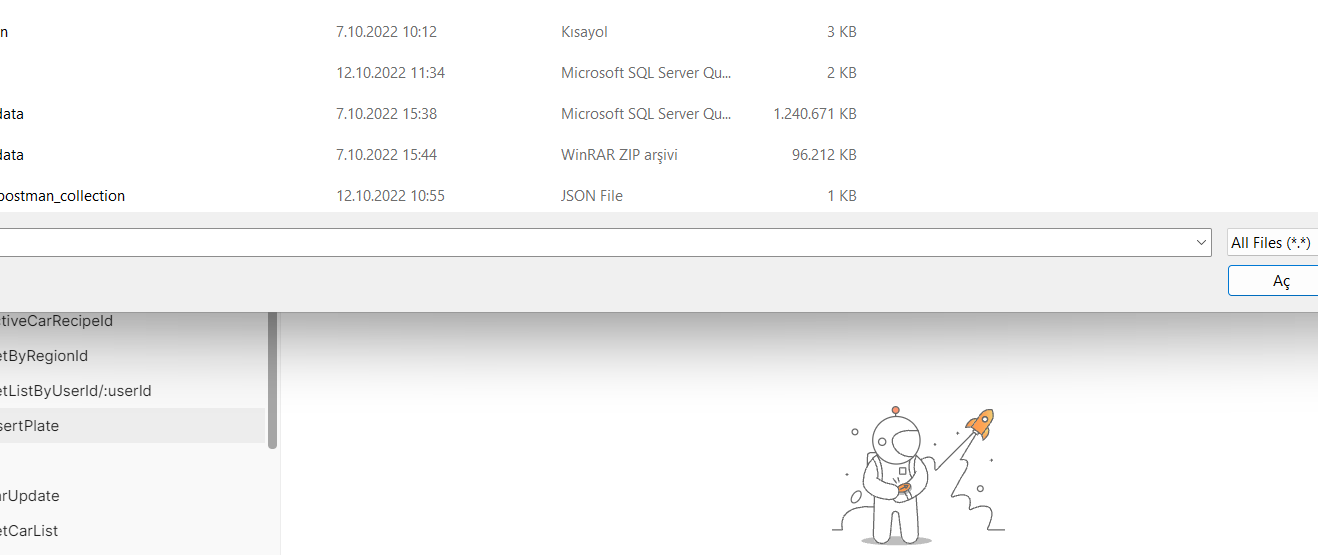 n 7.10.2022 10:12 Kısayol 3 KB
12.10.2022 11:34 Microsoft SQL Server Qu... 2 KB
data 7.10.2022 15:38 Microsoft SQL Server Qu... 1.240.671 KB
data 7.10.2022 15:44 WinRAR ZIP arşivi 96.212 KB
postman_collection 12.10.2022 10:55 JSON File 1 KB
All Files (*.*)
Aç
ctiveCarRecipeId
etByRegionId
etListByUserId/:userId
sertPlate
arUpdate
etCarList